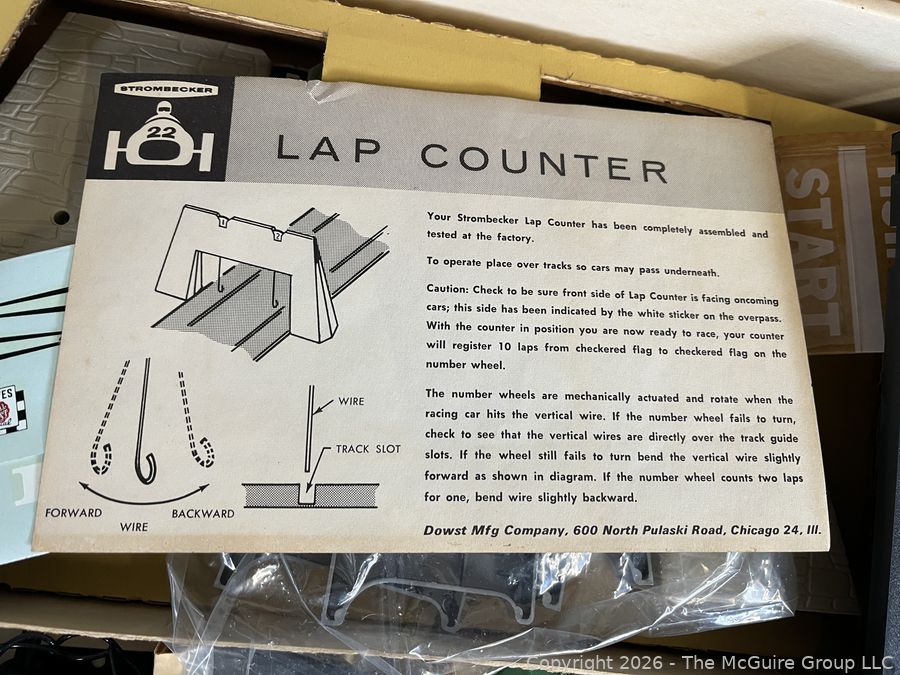 STROMBECKER
22
LAP COUNTER
1
2
Your Strombecker Lap Counter has been completely assembled and
tested at the factory.
To operate place over tracks so cars may pass underneath.
Caution: Check to be sure front side of Lap Counter is facing oncoming
cars; this side has been indicated by the white sticker on the overpass.
With the counter in position you are now ready to race, your counter
will register 10 laps from checkered flag to checkered flag on the
number wheel.
The number wheels are mechanically actuated and rotate when the
racing car hits the vertical wire. If the number wheel fails to turn,
check to see that the vertical wires are directly over the track guide
slots. If the wheel still fails to turn bend the vertical wire slightly
forward as shown in diagram. If the number wheel counts two laps
for one, bend wire slightly backward.
Dowst Mfg Company, 600 North Pulaski Road, Chicago 24, Ill.
WIRE
TRACK SLOT
FORWARD
WIRE
BACKWARD
START
Copyright 2026 - The McGuire Group LLC